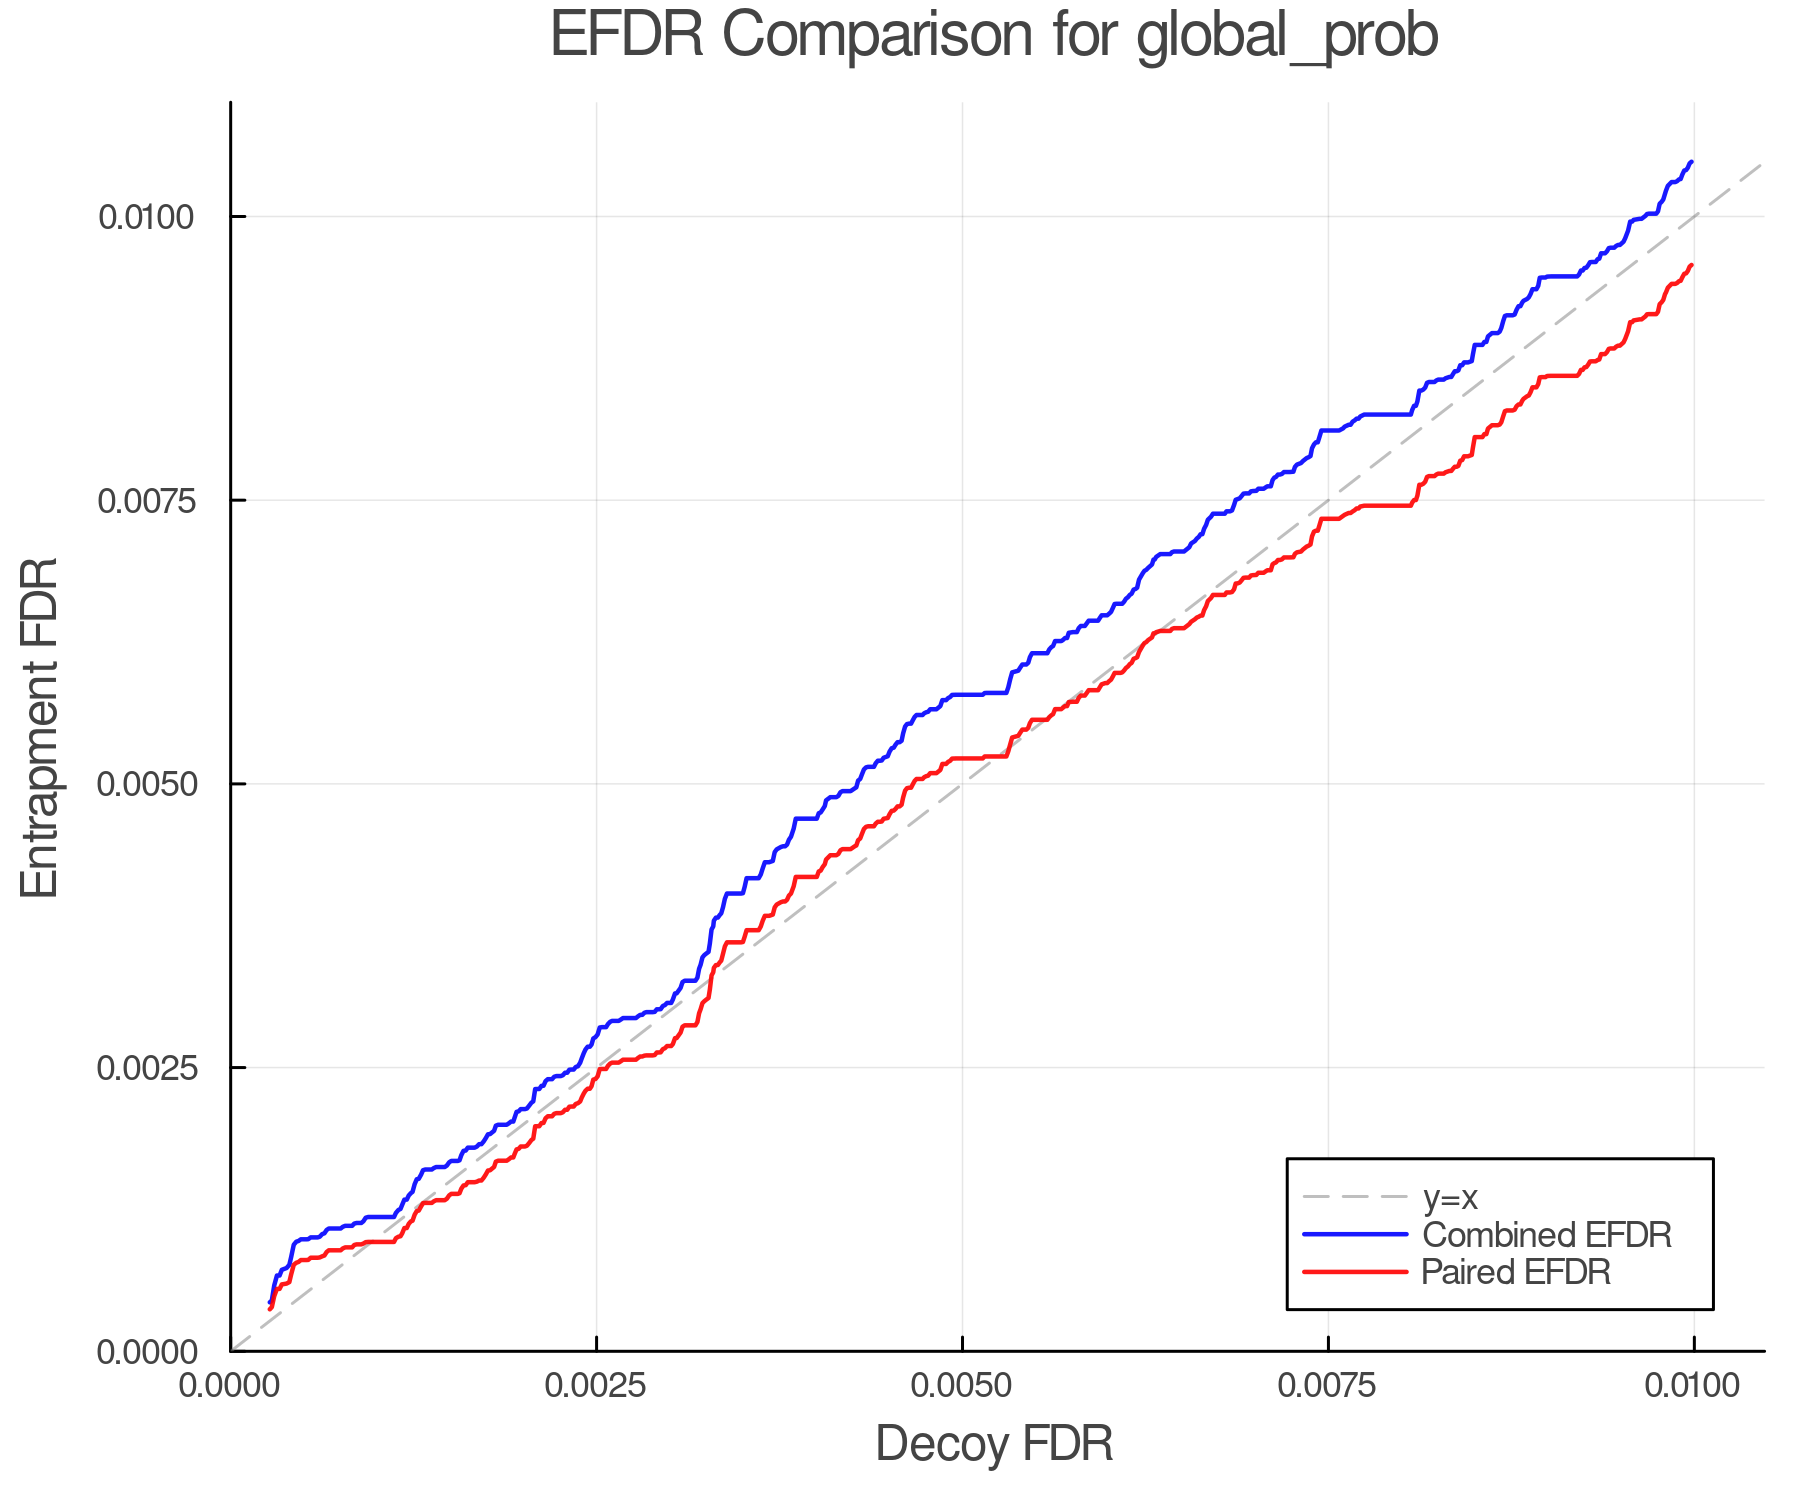 EFDR Comparison for global_prob
Entrapment FDR
0.0100
0.0075
0.0050
0.0025
0.0000
0.0000 0.0025 0.0050 0.0075 0.0100
Decoy FDR
y=x
Combined EFDR
Paired EFDR